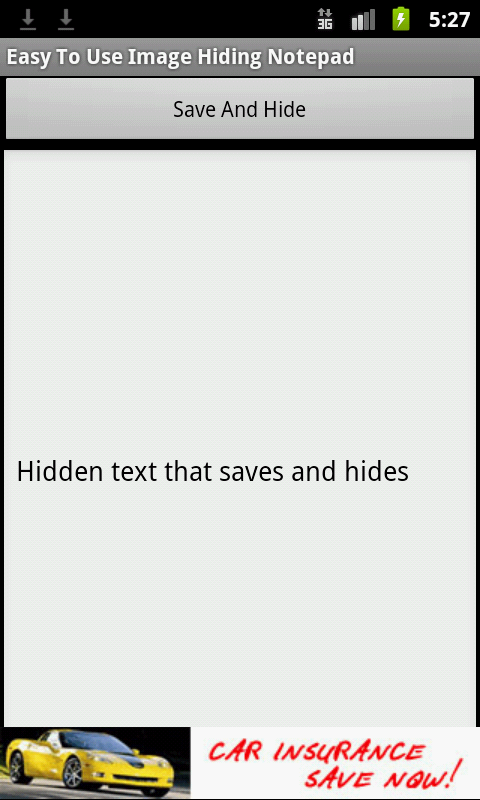 3G
5:27
Easy To Use Image Hiding Notepad
Save And Hide
Hidden text that saves and hides
CAR INSURANCE
SAVE NOW!